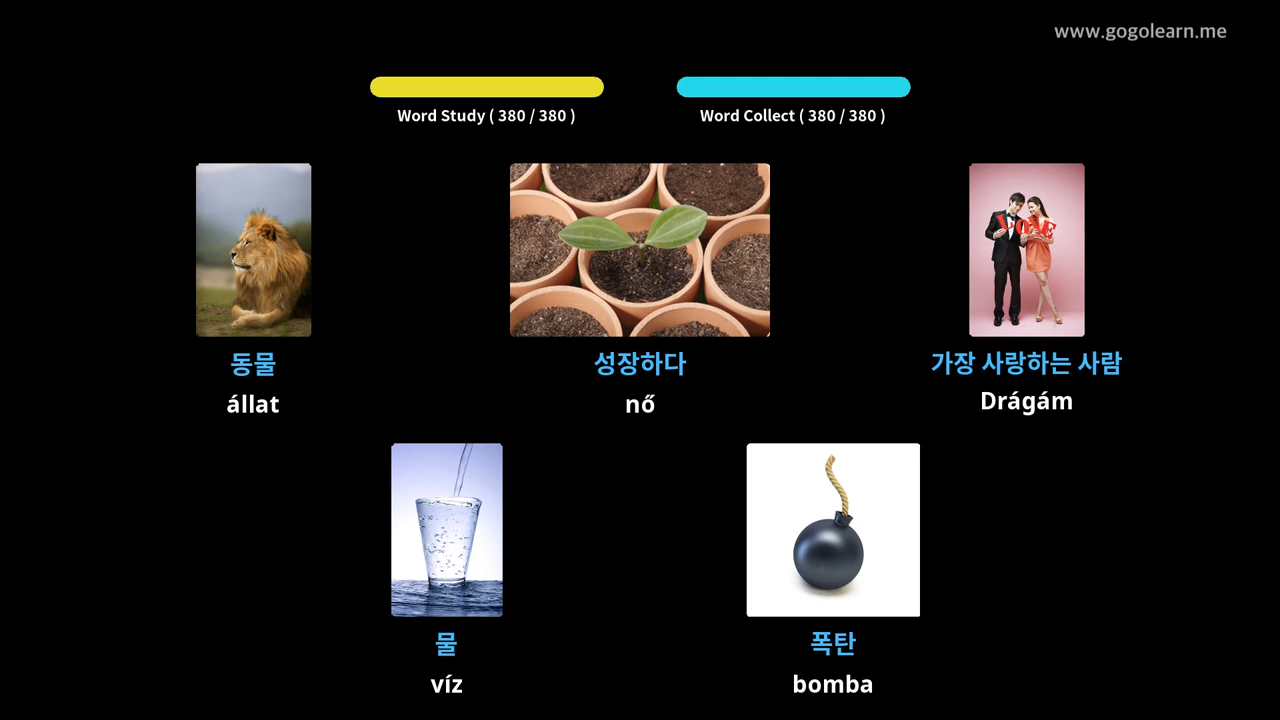 www.gogolearn.me
Word Study ( 380 / 380 )
Word Collect ( 380 / 380 )
동물
성장하다
가장 사랑하는 사람
állat
nő
Drágám
물
폭탄
víz
bomba